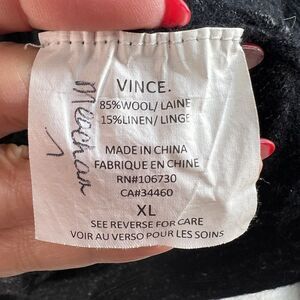 VINCE.
85%WOOL/LAINE
15%LINEN/LINGE
MADE IN CHINA
FABRIQUE EN CHINE
RN#106730
CA#34460
XL
SEE REVERSE FOR CARE
VOIR AU VERSO POUR LES SOINS